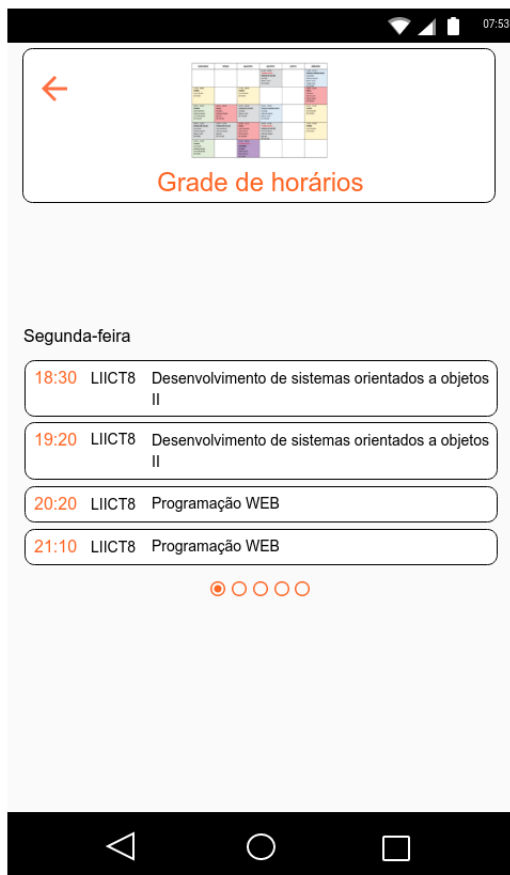 07:53
Grade de horários
Segunda-feira
18:30 LIICT8 Desenvolvimento de sistemas orientados a objetos
II
19:20 LIICT8 Desenvolvimento de sistemas orientados a objetos
II
20:20 LIICT8 Programação WEB
21:10 LIICT8 Programação WEB